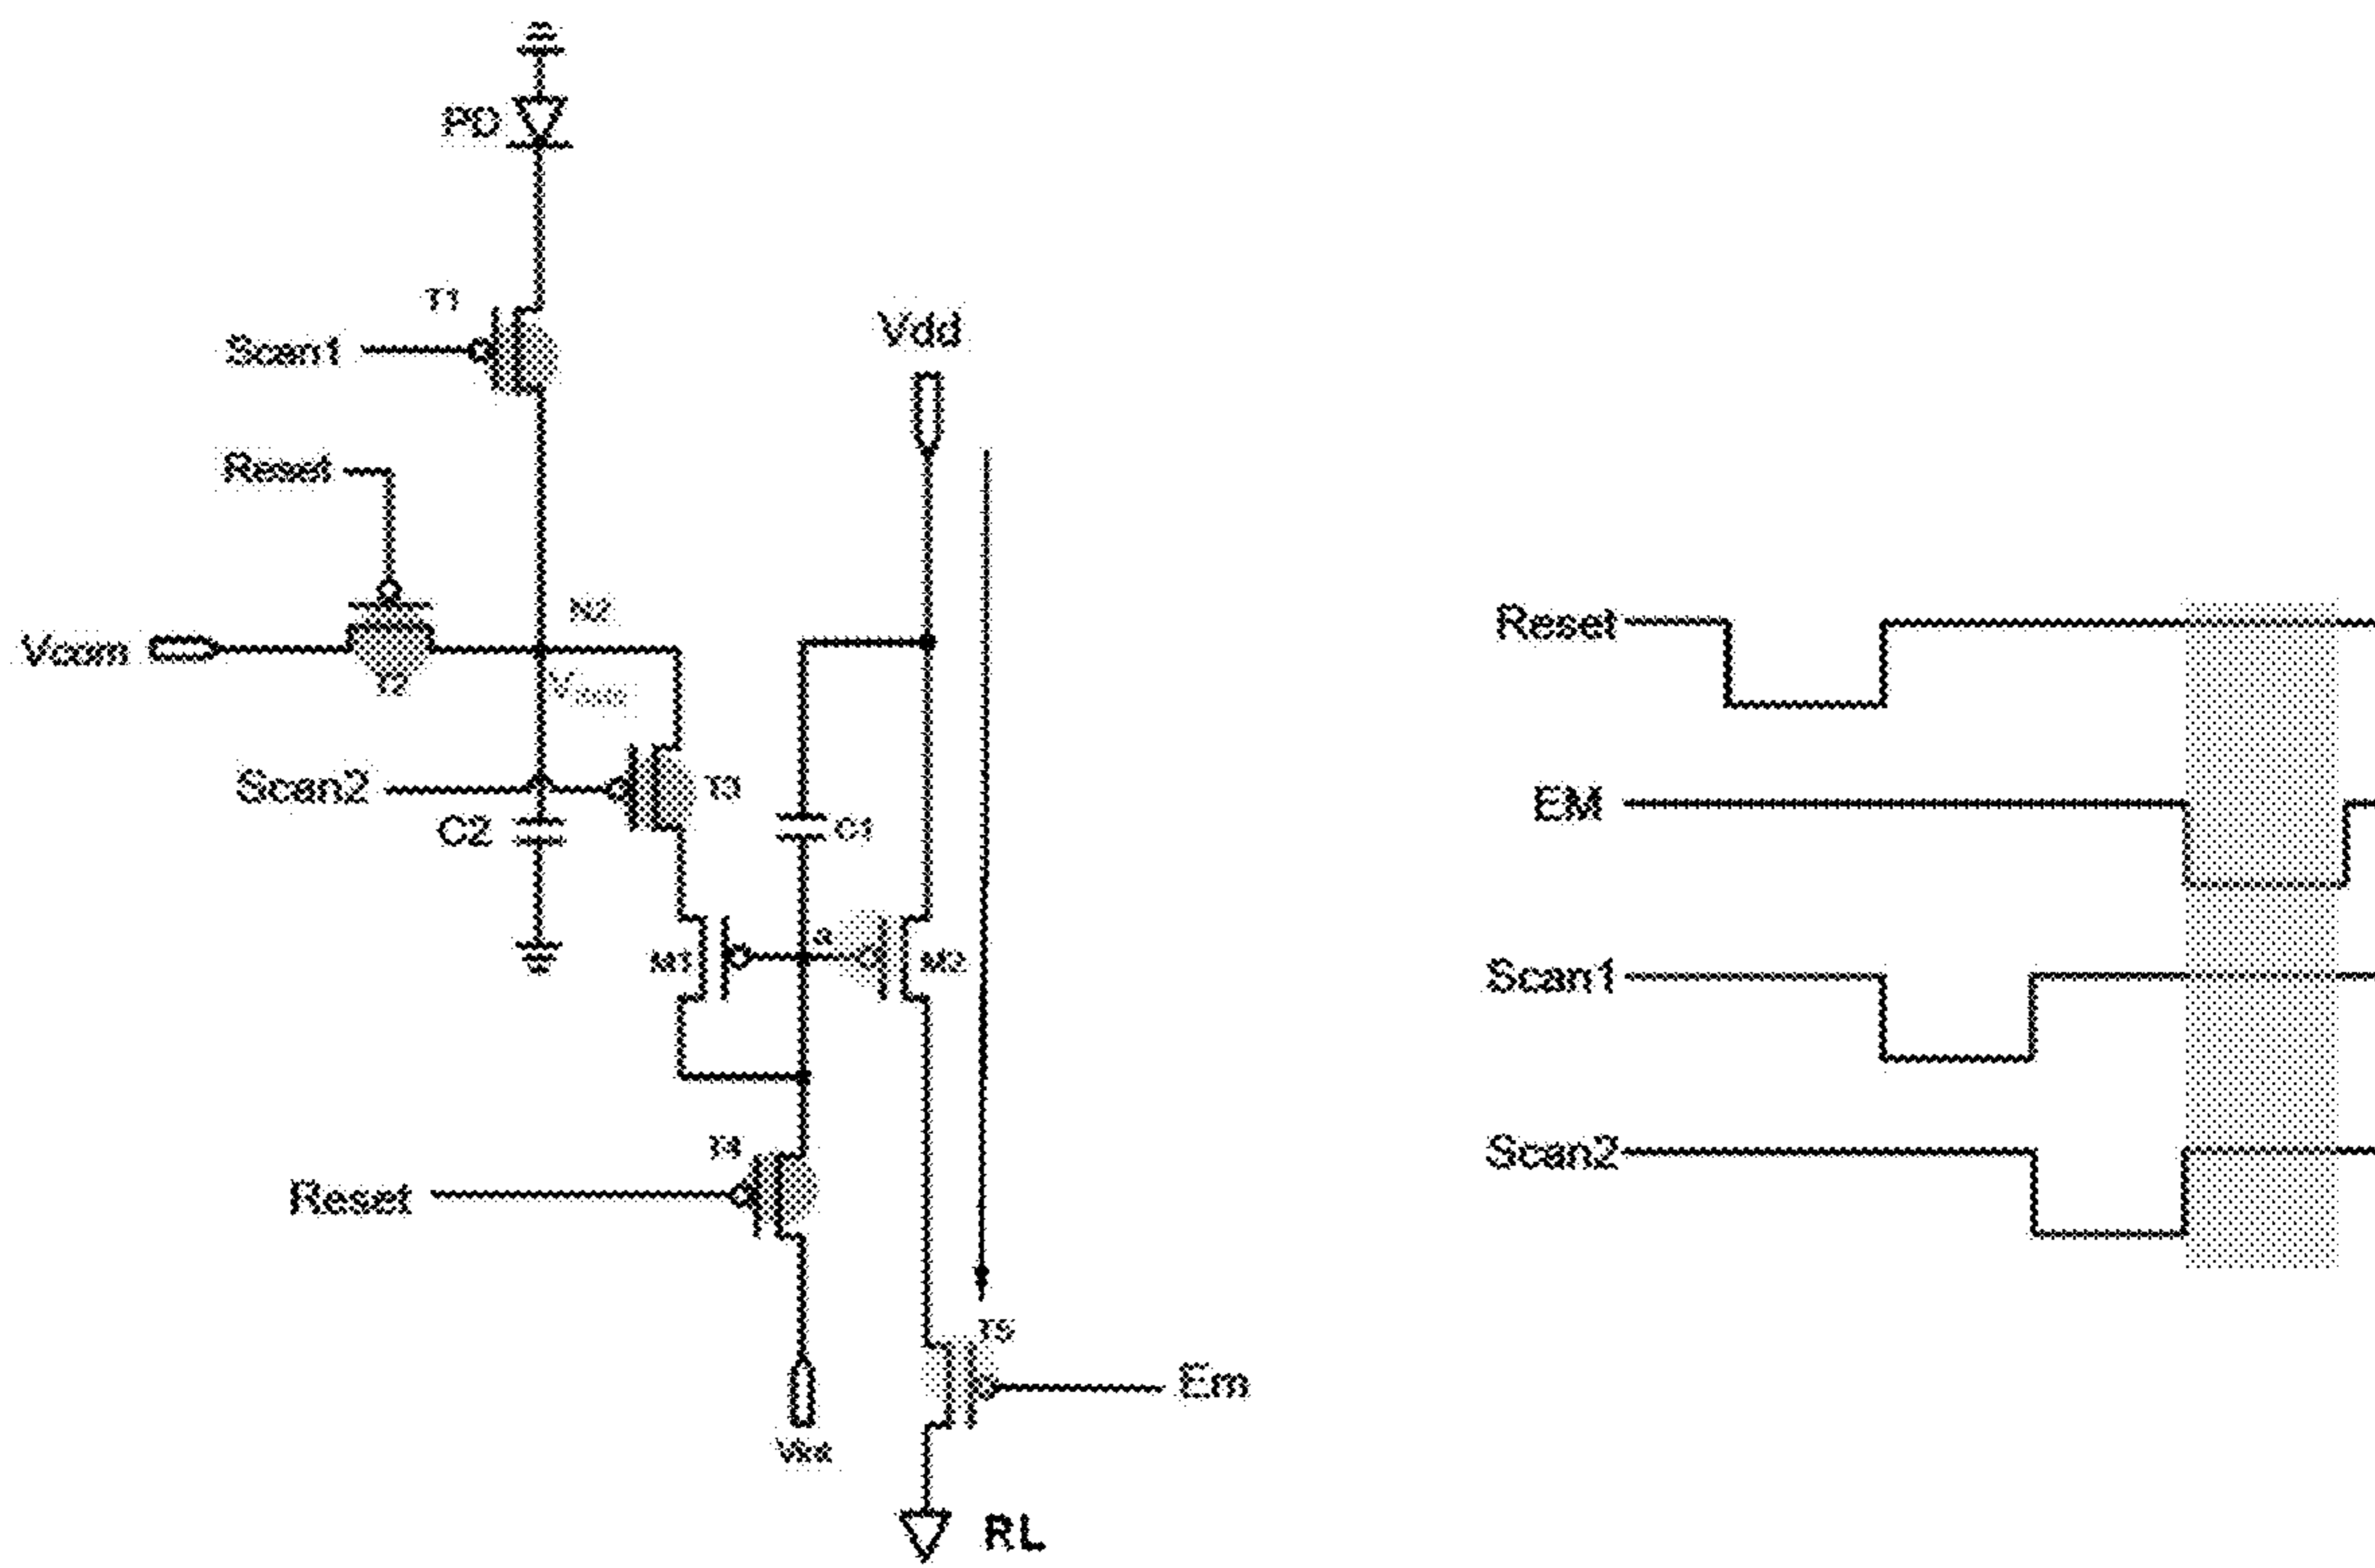 PD
T1
Scan1
Vdd
Reset
N2
Reset
Vcom
T2
EM
Scan2
T3
C2
C1
a
M1
M2
Scan1
T4
Scan2
Reset
T5
Em
RL